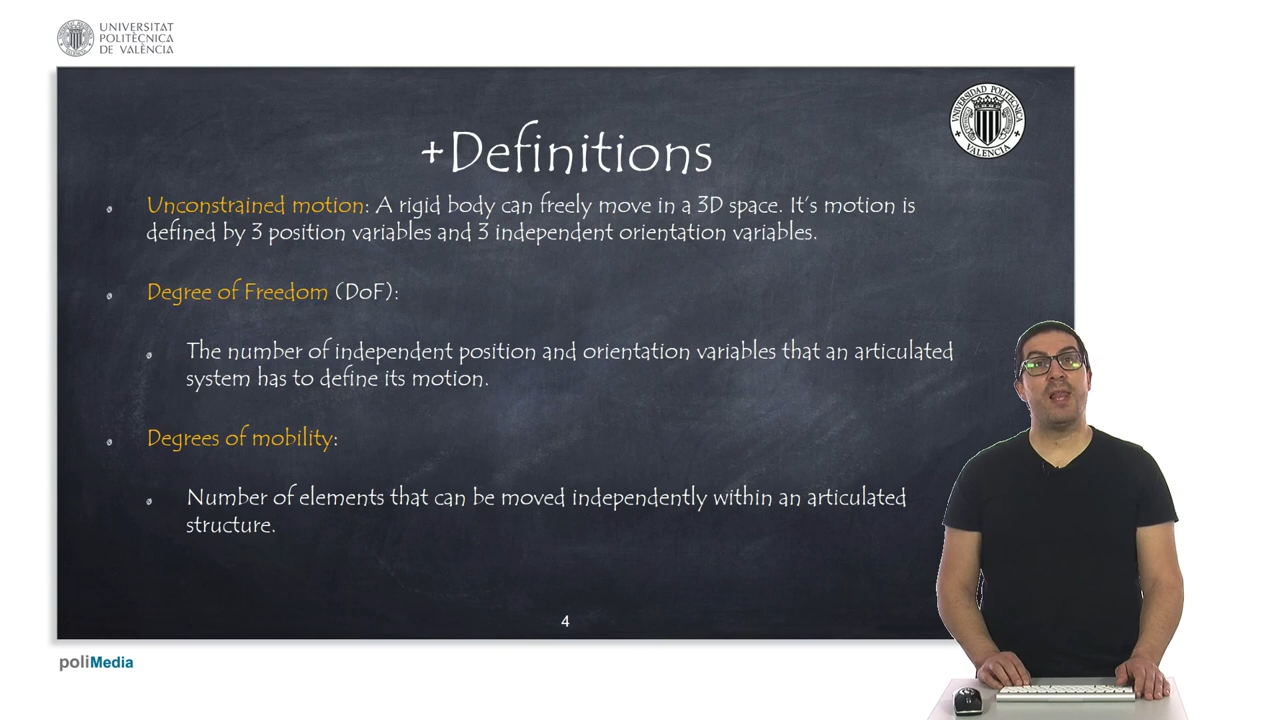 UNIVERSITAT
POLITÈCNICA
DE VALÈNCIA
UNIVERSIDAD POLITECNICA
VALENCIA
+Definitions
Unconstrained motion: A rigid body can freely move in a 3D space. It's motion is
defined by 3 position variables and 3 independent orientation variables.
Degree of Freedom (DoF):
The number of independent position and orientation variables that an articulated
system has to define its motion.
Degrees of mobility:
Number of elements that can be moved independently within an articulated
structure.
4
poliMedia